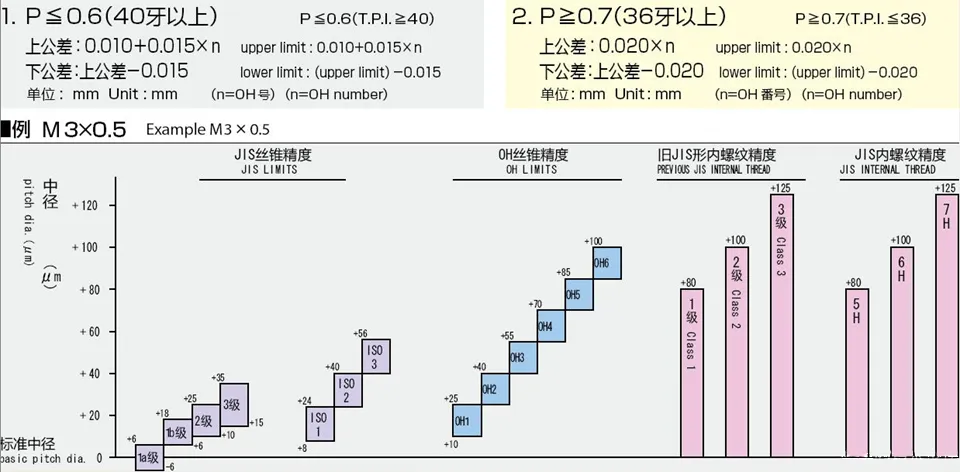 1. P≦0.6(40牙以上) P≦0.6(T.P.I.≧40)
上公差:0.010+0.015×n upper limit:0.010+0.015×n
下公差:上公差−0.015 lower limit:(upper limit)−0.015
单位: mm Unit:mm (n=OH号) (n=OH number)
2. P≧0.7(36牙以上) P≧0.7(T.P.I.≦36)
上公差:0.020×n upper limit:0.020×n
下公差:上公差−0.020 lower limit:(upper limit)−0.020
单位:mm Unit:mm (n=OH番号) (n=OH number)
■例 M3×0.5 Example M3×0.5
JIS丝锥精度
JIS LIMITS
OH丝锥精度
OH LIMITS
旧JIS形内螺纹精度
PREVIOUS JIS INTERNAL THREAD
JIS内螺纹精度
JIS INTERNAL THREAD
中径 (μm)
pitch dia. (μm)
+120
+100
+80
+60
+40
+20
标准中径
basic pitch dia. 0
+6
1a级
−6
+18
1b级
+6
+25
2级
+10
+35
3级
+15
+24
ISO 1
+8
+40
ISO 2
+56
ISO 3
+25
OH1
+10
+40
OH2
+55
OH3
+70
OH4
+85
OH5
+100
OH6
+80
1级 Class 1
+100
2级 Class 2
+125
3级 Class 3
+80
5H
+100
6H
+125
7H